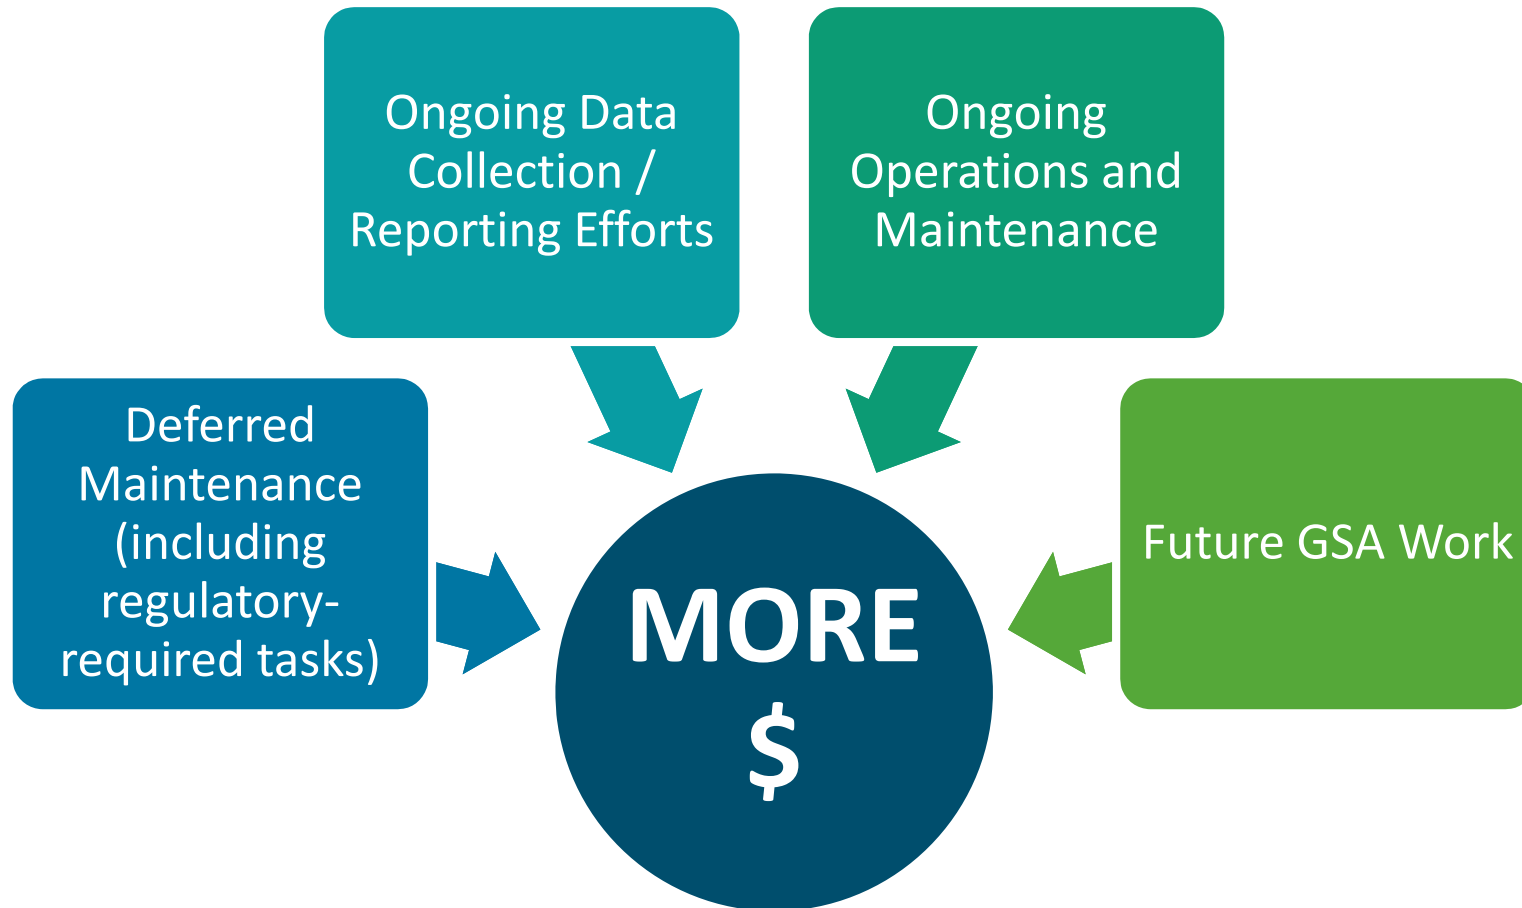 Ongoing Data
Collection /
Reporting Efforts
Ongoing
Operations and
Maintenance
Deferred
Maintenance
(including
regulatory-
required tasks)
Future GSA Work
MORE
$